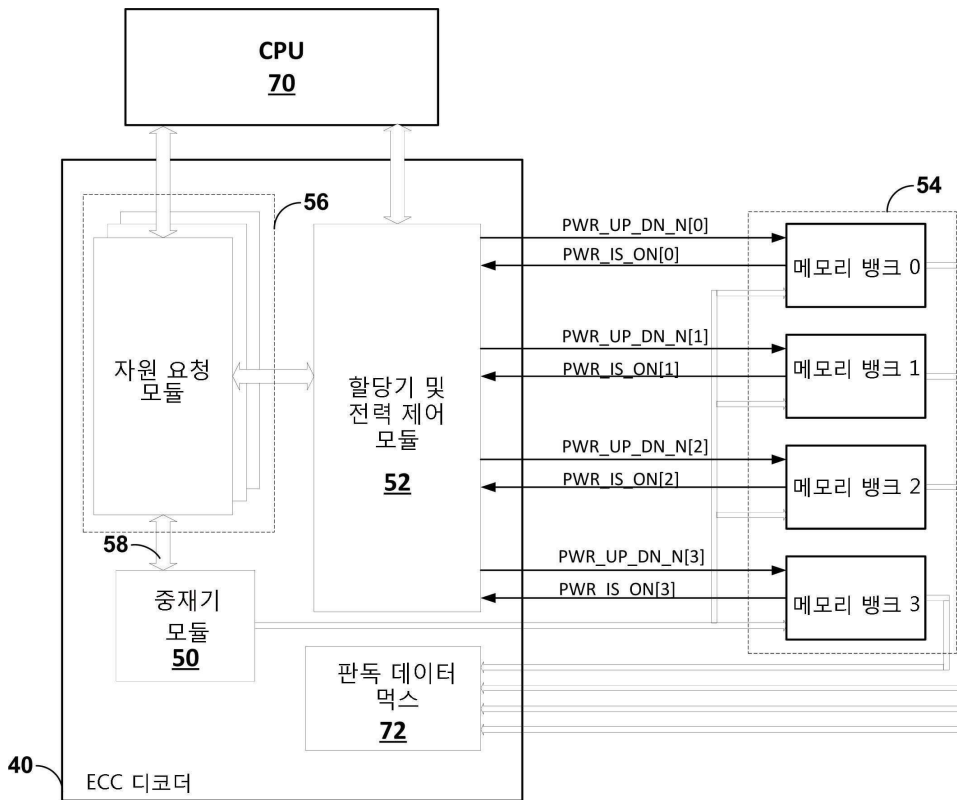 CPU
70
56
54
PWR_UP_DN_N[0]
PWR_IS_ON[0]
메모리 뱅크 0
PWR_UP_DN_N[1]
PWR_IS_ON[1]
메모리 뱅크 1
자원 요청
모듈
할당기 및
전력 제어
모듈
52
PWR_UP_DN_N[2]
PWR_IS_ON[2]
메모리 뱅크 2
58
PWR_UP_DN_N[3]
PWR_IS_ON[3]
메모리 뱅크 3
중재기
모듈
50
판독 데이터
먹스
72
40
ECC 디코더